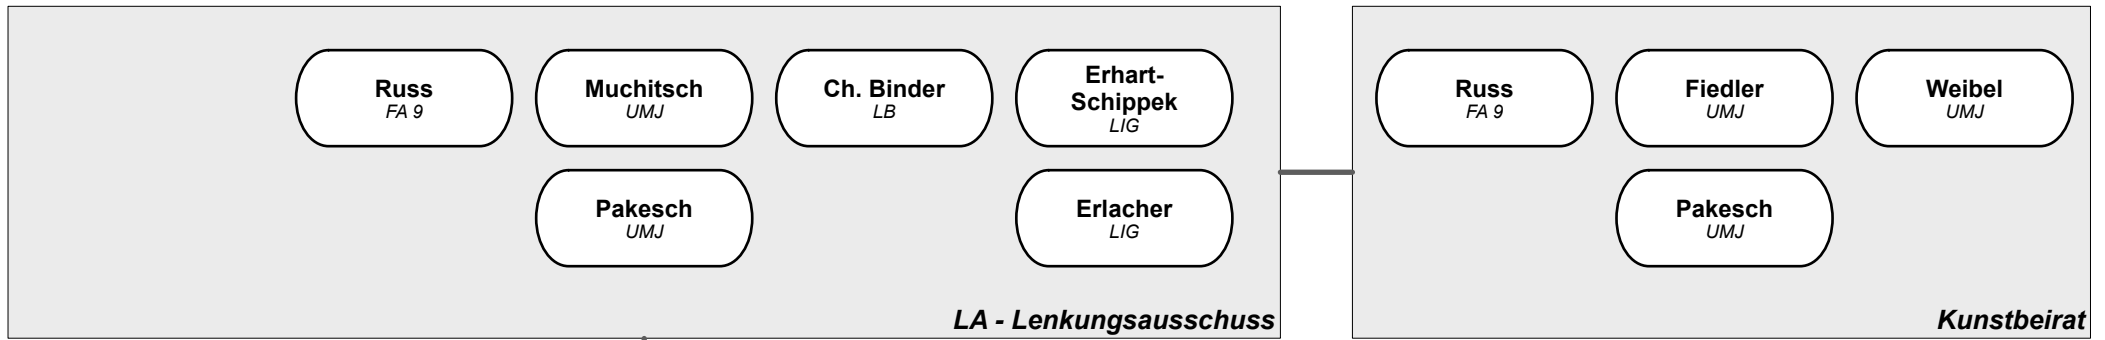 Russ
FA 9
Muchitsch
UMJ
Ch. Binder
LB
Erhart-
Schippek
LIG
Pakesch
UMJ
Erlacher
LIG
LA - Lenkungsausschuss
Russ
FA 9
Fiedler
UMJ
Weibel
UMJ
Pakesch
UMJ
Kunstbeirat